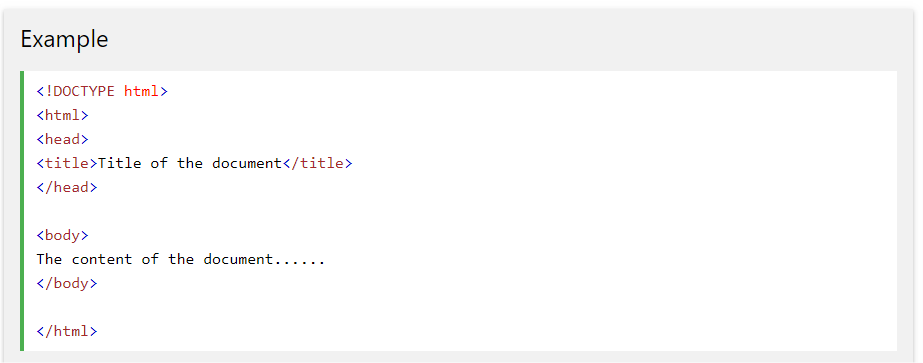 Example
<!DOCTYPE html>
<html>
<head>
<title>Title of the document</title>
</head>
<body>
The content of the document......
</body>
</html>